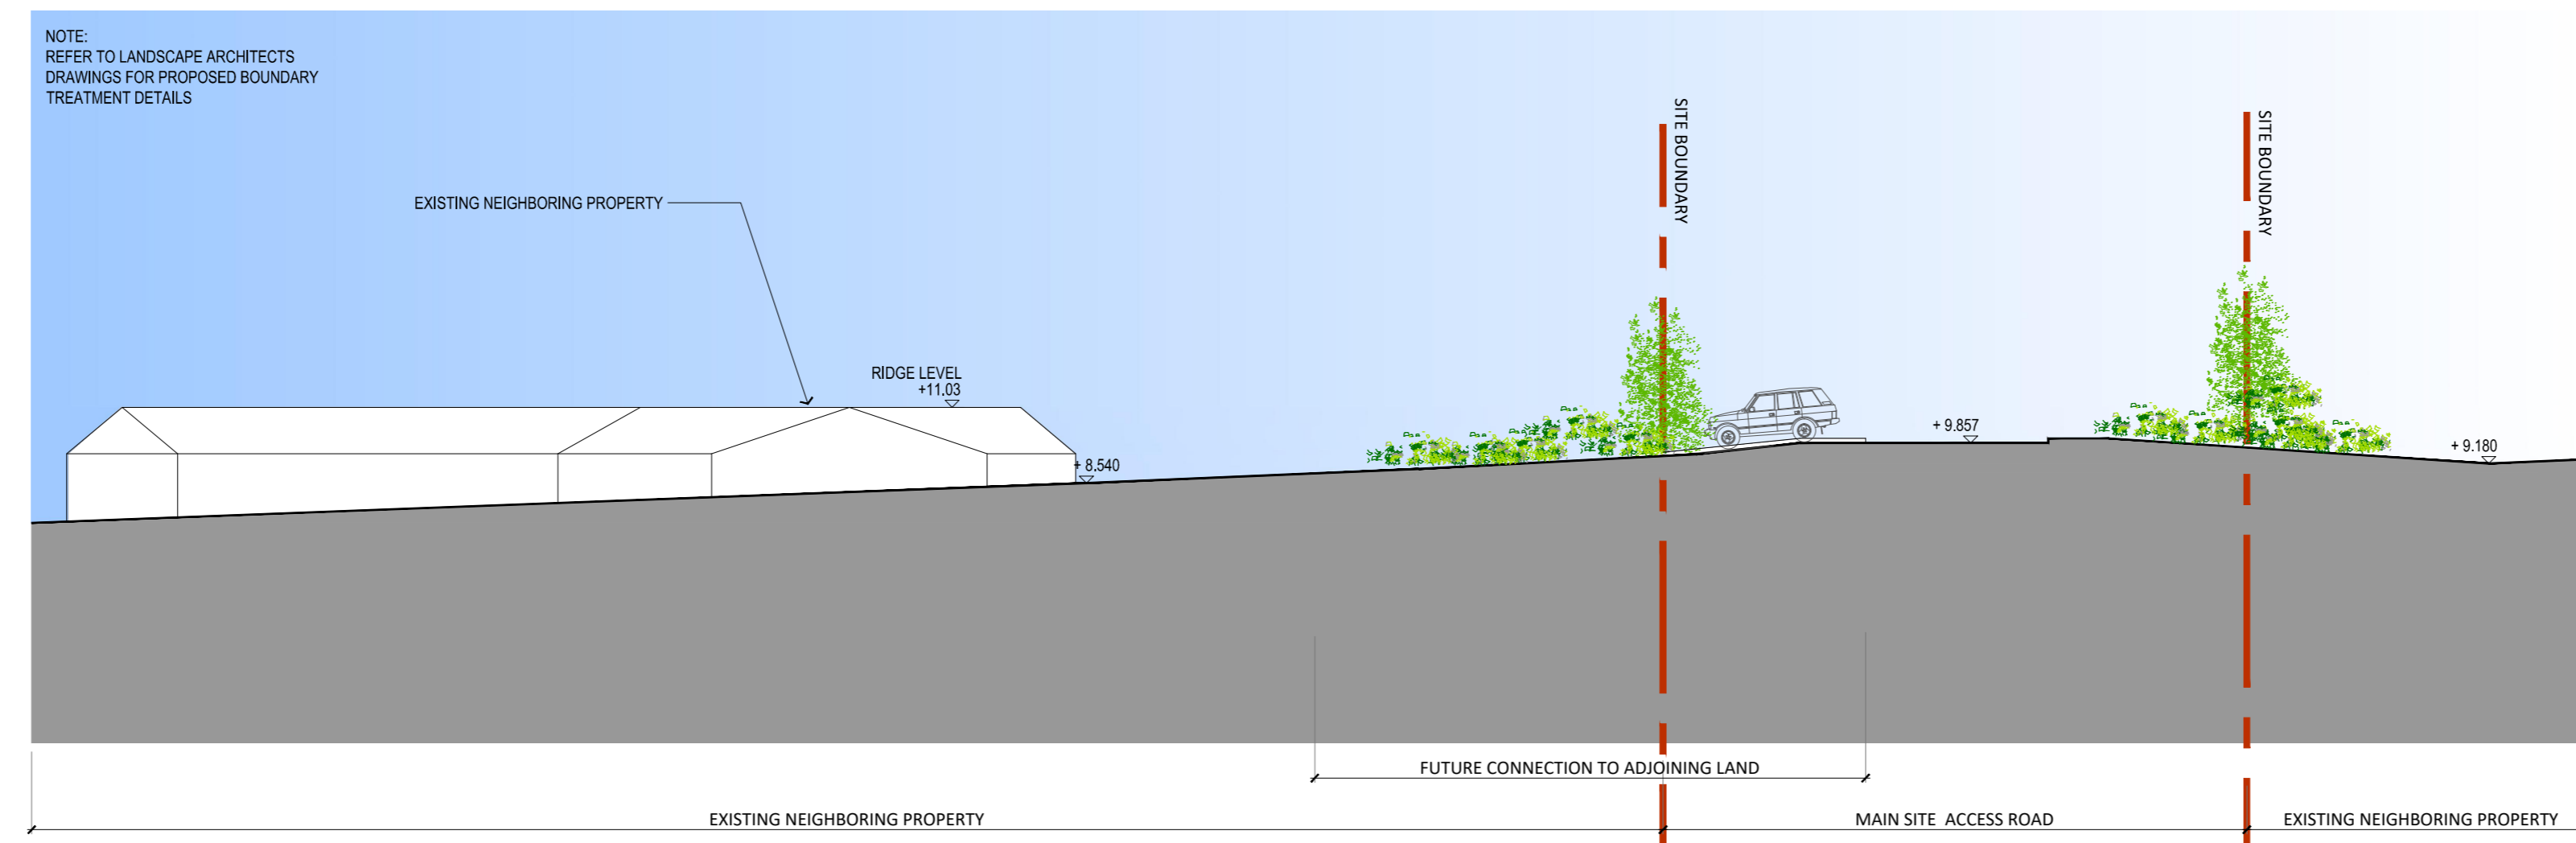 NOTE:
REFER TO LANDSCAPE ARCHITECTS
DRAWINGS FOR PROPOSED BOUNDARY
TREATMENT DETAILS
EXISTING NEIGHBORING PROPERTY
RIDGE LEVEL
+11.03
+ 8.540
SITE BOUNDARY
+ 9.857
SITE BOUNDARY
+ 9.180
FUTURE CONNECTION TO ADJOINING LAND
EXISTING NEIGHBORING PROPERTY
MAIN SITE ACCESS ROAD
EXISTING NEIGHBORING PROPERTY